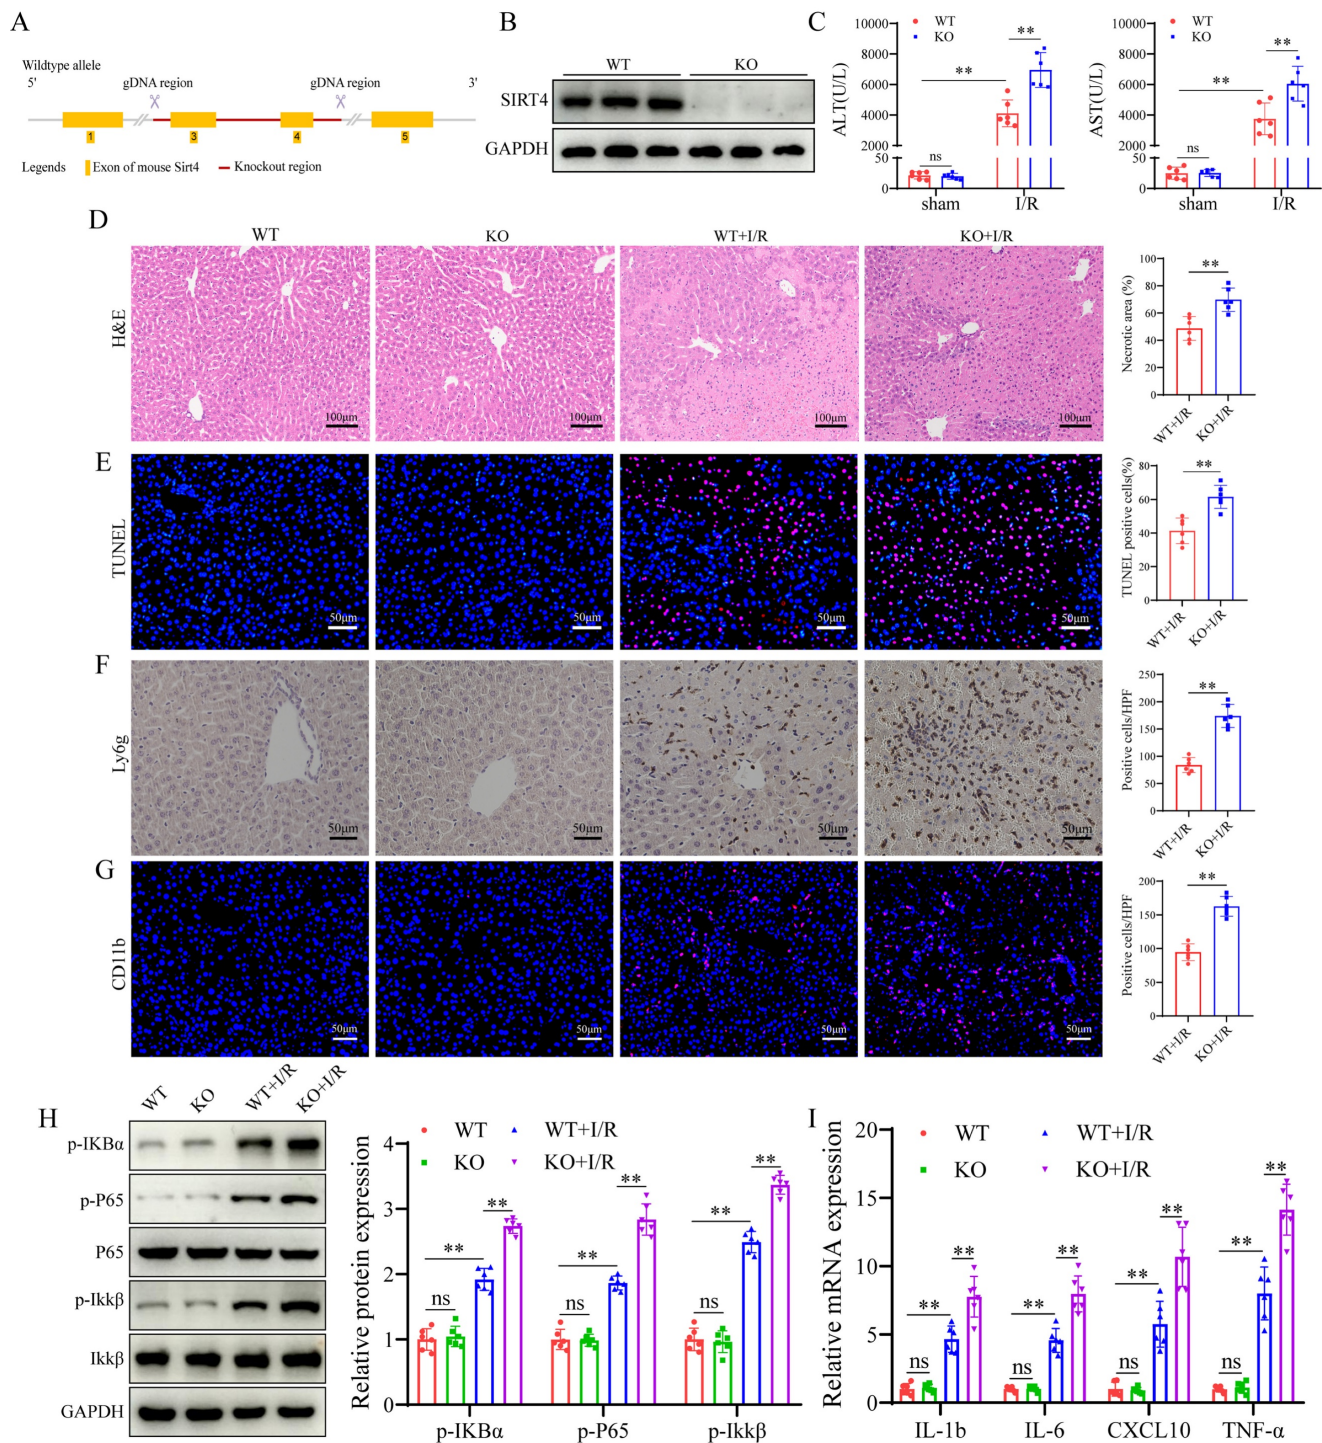 A
Wildtype allele
5'
gDNA region
gDNA region
3'
1
3
4
5
Legends
Exon of mouse Sirt4
Knockout region
B
WT
KO
SIRT4
GAPDH
C
WT
KO
ALT(U/L)
10000
8000
6000
4000
2000
50
0
**
**
ns
sham
I/R
WT
KO
AST(U/L)
10000
8000
6000
4000
2000
50
0
**
**
ns
sham
I/R
D
WT
KO
WT+I/R
KO+I/R
H&E
100μm
100μm
100μm
100μm
Necrotic area (%)
100
80
60
40
20
0
**
WT+I/R
KO+I/R
E
TUNEL
50μm
50μm
50μm
50μm
TUNEL positive cells(%)
80
60
40
20
0
**
WT+I/R
KO+I/R
F
Ly6g
50μm
50μm
50μm
50μm
Positive cells/HPF
250
200
150
100
50
0
**
WT+I/R
KO+I/R
G
CD11b
50μm
50μm
50μm
50μm
Positive cells/HPF
200
150
100
50
0
**
WT+I/R
KO+I/R
H
WT
KO
WT+I/R
KO+I/R
p-IKBα
p-P65
P65
p-Ikkβ
Ikkβ
GAPDH
Relative protein expression
4
3
2
1
0
WT
KO
WT+I/R
KO+I/R
ns
**
**
ns
**
**
ns
**
**
p-IKBα
p-P65
p-Ikkβ
I
Relative mRNA expression
20
15
10
5
0
WT
KO
WT+I/R
KO+I/R
ns
**
**
ns
**
**
ns
**
**
ns
**
**
IL-1b
IL-6
CXCL10
TNF-α